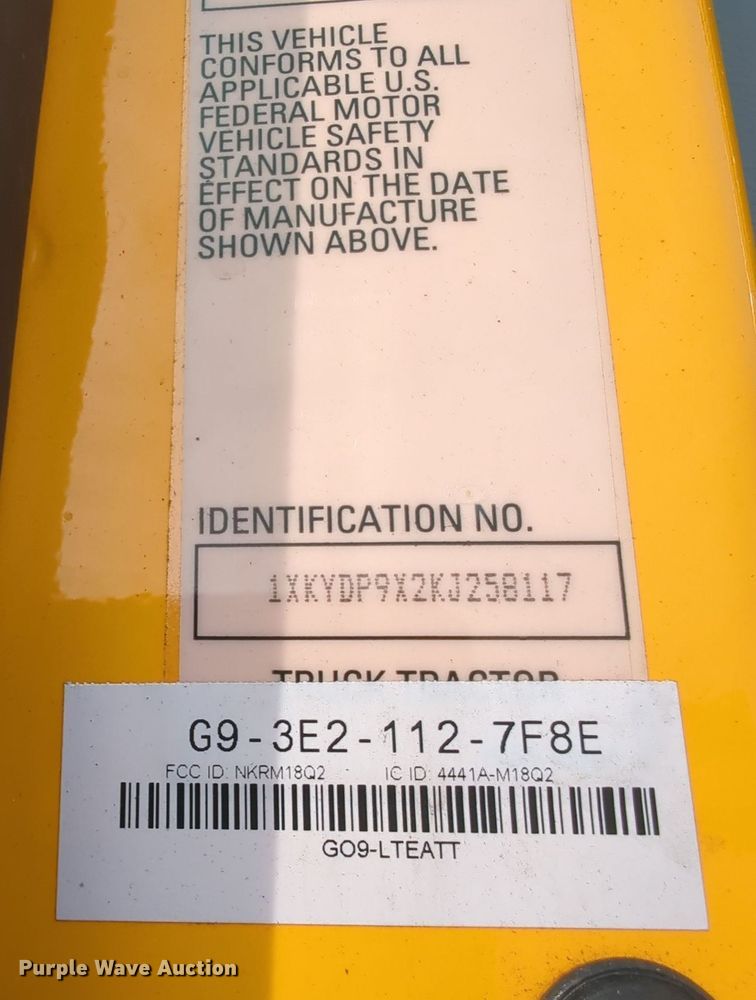 THIS VEHICLE
CONFORMS TO ALL
APPLICABLE U.S.
FEDERAL MOTOR
VEHICLE SAFETY
STANDARDS IN
EFFECT ON THE DATE
OF MANUFACTURE
SHOWN ABOVE.
IDENTIFICATION NO.
1XKYDP9X2KJ258117
TRUCK TRACTOR
G9-3E2-112-7F8E
FCC ID: NKRM18Q2 IC ID: 4441A-M18Q2
GO9-LTEATT
Purple Wave Auction